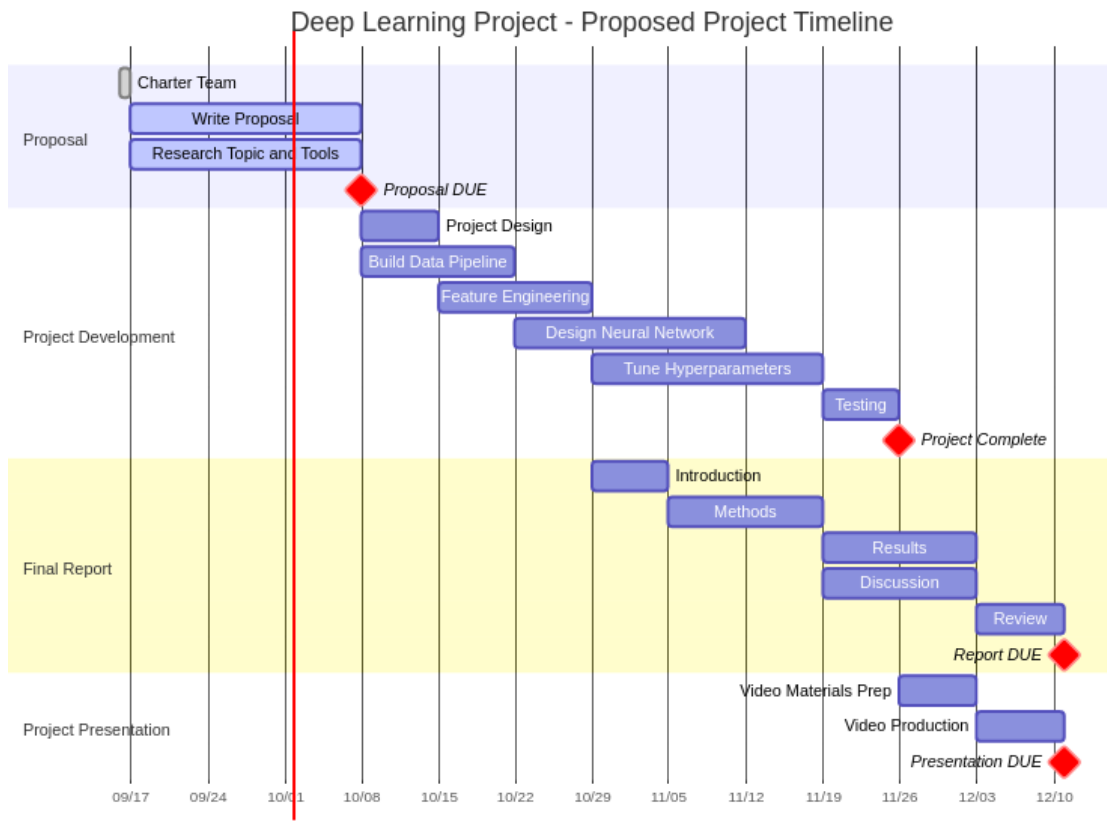 Deep Learning Project - Proposed Project Timeline
Charter Team
Write Proposal
Proposal
Research Topic and Tools
Proposal DUE
Project Design
Build Data Pipeline
Feature Engineering
Design Neural Network
Project Development
Tune Hyperparameters
Testing
Project Complete
Introduction
Methods
Results
Final Report
Discussion
Review
Report DUE
Video Materials Prep
Video Production
Project Presentation
Presentation DUE
09/17 09/24 10/01 10/08 10/15 10/22 10/29 11/05 11/12 11/19 11/26 12/03 12/10